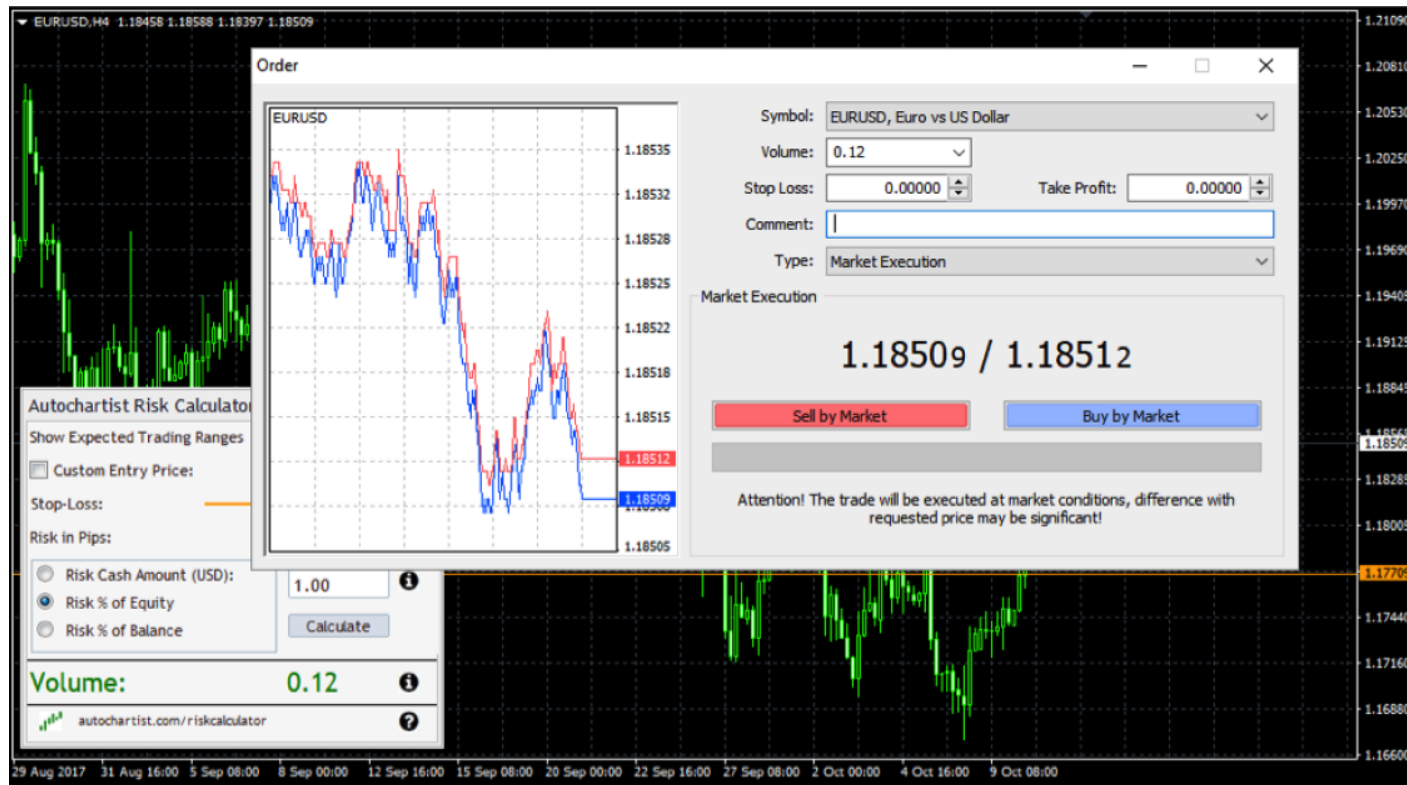 EURUSD,H4 1.18458 1.18588 1.18397 1.18509
Order
EURUSD
1.18535
1.18532
1.18528
1.18525
1.18522
1.18518
1.18515
1.18512
1.18509
1.18505
Symbol: EURUSD, Euro vs US Dollar
Volume: 0.12
Stop Loss: 0.00000 Take Profit: 0.00000
Comment:
Type: Market Execution
Market Execution
1.18509 / 1.18512
Sell by Market Buy by Market
Attention! The trade will be executed at market conditions, difference with
requested price may be significant!
Autochartist Risk Calculator
Show Expected Trading Ranges
Custom Entry Price:
Stop-Loss:
Risk in Pips:
Risk Cash Amount (USD):
Risk % of Equity
Risk % of Balance
1.00
Calculate
Volume: 0.12
autochartist.com/riskcalculator
1.21090
1.20810
1.20530
1.20250
1.19970
1.19690
1.19405
1.19125
1.18845
1.18509
1.18285
1.18005
1.17709
1.17440
1.17160
1.16880
1.16600
29 Aug 2017 31 Aug 16:00 5 Sep 08:00 8 Sep 00:00 12 Sep 16:00 15 Sep 08:00 20 Sep 00:00 22 Sep 16:00 27 Sep 08:00 2 Oct 00:00 4 Oct 16:00 9 Oct 08:00